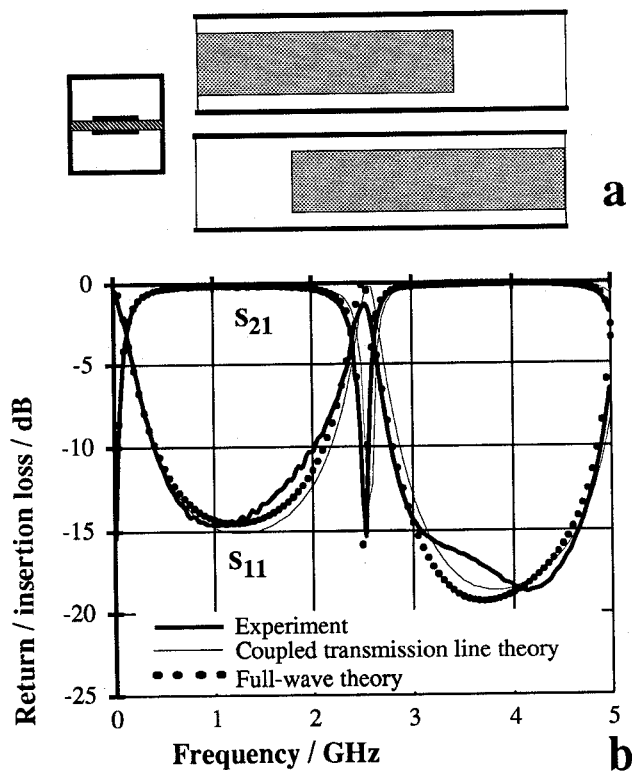 a
0
-5
-10
-15
-20
-25
Return / insertion loss / dB
S21
S11
Experiment
Coupled transmission line theory
Full-wave theory
0 1 2 3 4 5
Frequency / GHz
b